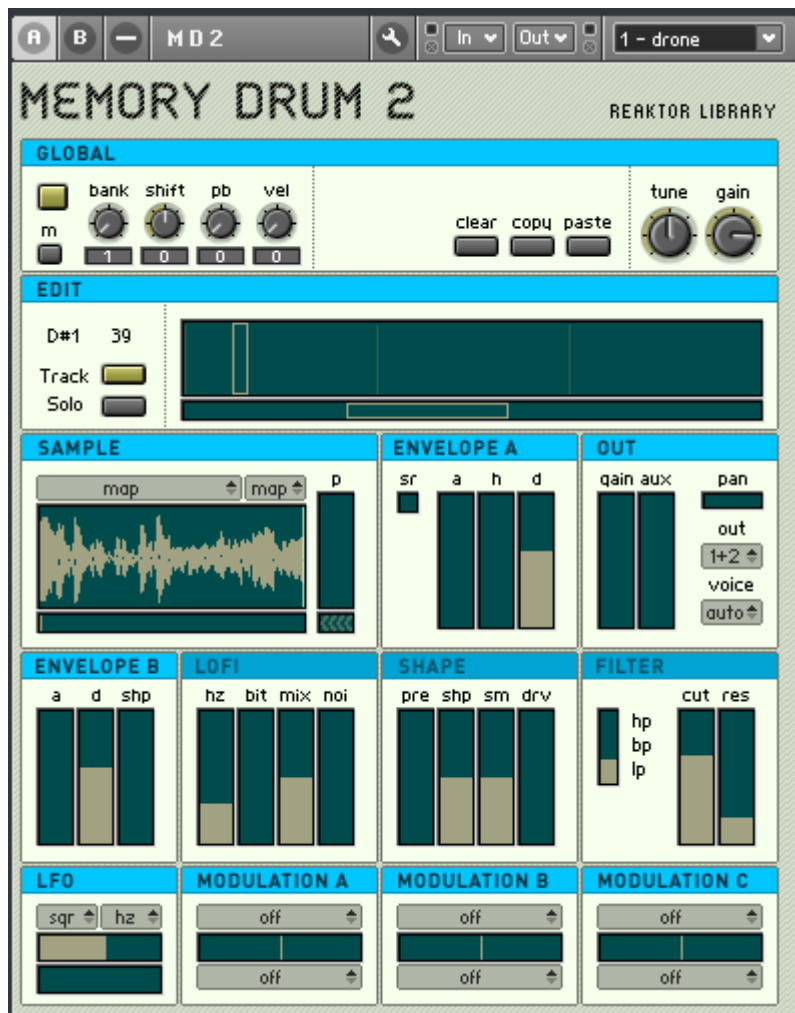 A B MD2 In Out 1 - drone
MEMORY DRUM 2 REAKTOR LIBRARY
GLOBAL
bank shift pb vel tune gain
m clear copy paste
1 0 0 0
EDIT
D#1 39
Track
Solo
SAMPLE ENVELOPE A OUT
map map p sr a h d gain aux pan
out
1+2
voice
auto
ENVELOPE B LOFI SHAPE FILTER
a d shp hz bit mix noi pre shp sm drv cut res
hp
bp
lp
LFO MODULATION A MODULATION B MODULATION C
sqr hz off off off
off off off